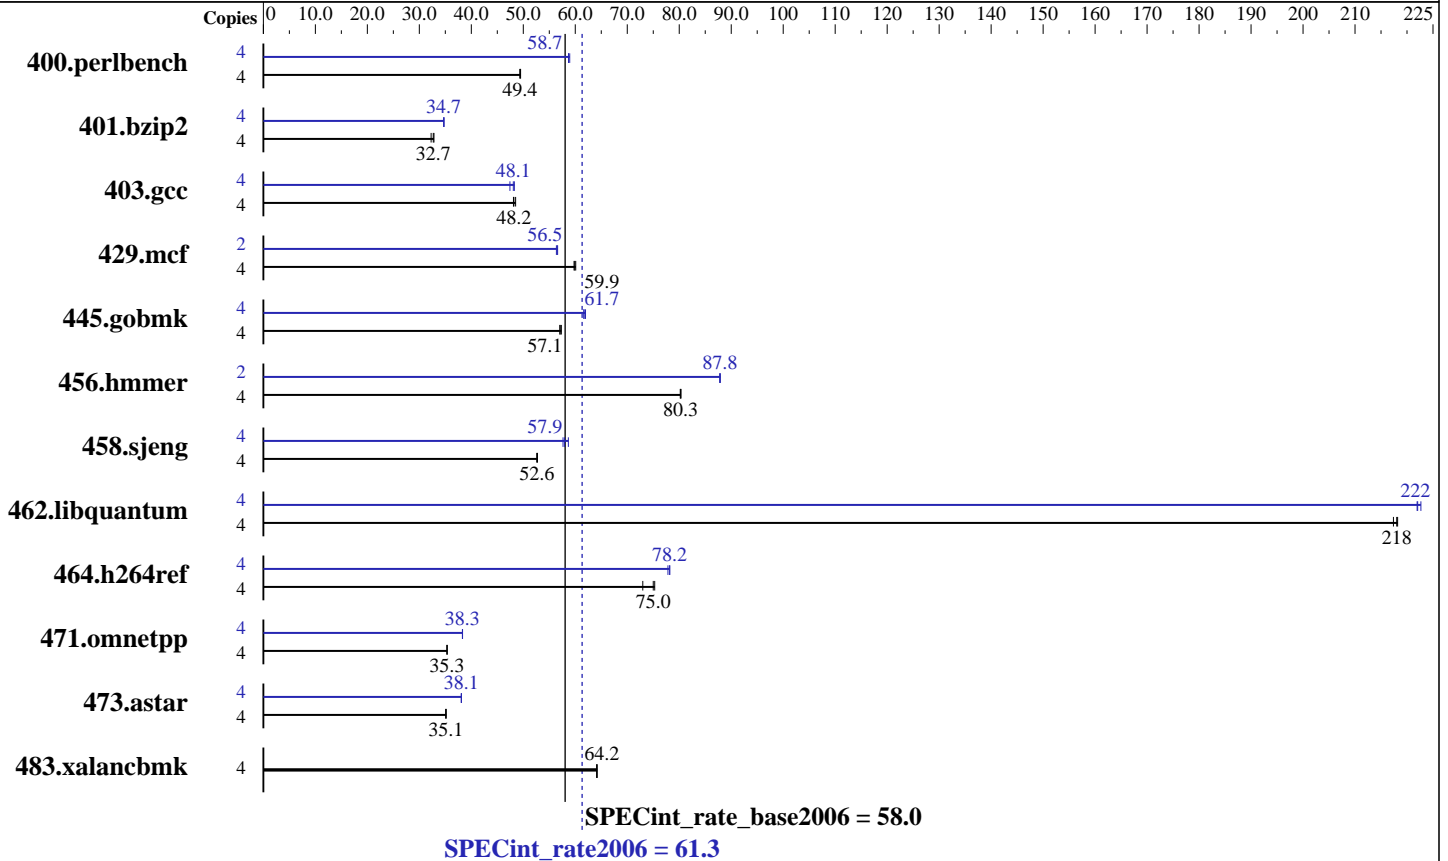 Copies 0 10.0 20.0 30.0 40.0 50.0 60.0 70.0 80.0 90.0 100 110 120 130 140 150 160 170 180 190 200 210 225
400.perlbench 4 58.7
4 49.4
401.bzip2 4 34.7
4 32.7
403.gcc 4 48.1
4 48.2
429.mcf 2 56.5
4 59.9
445.gobmk 4 61.7
4 57.1
456.hmmer 2 87.8
4 80.3
458.sjeng 4 57.9
4 52.6
462.libquantum 4 222
4 218
464.h264ref 4 78.2
4 75.0
471.omnetpp 4 38.3
4 35.3
473.astar 4 38.1
4 35.1
483.xalancbmk 4 64.2
SPECint_rate_base2006 = 58.0
SPECint_rate2006 = 61.3